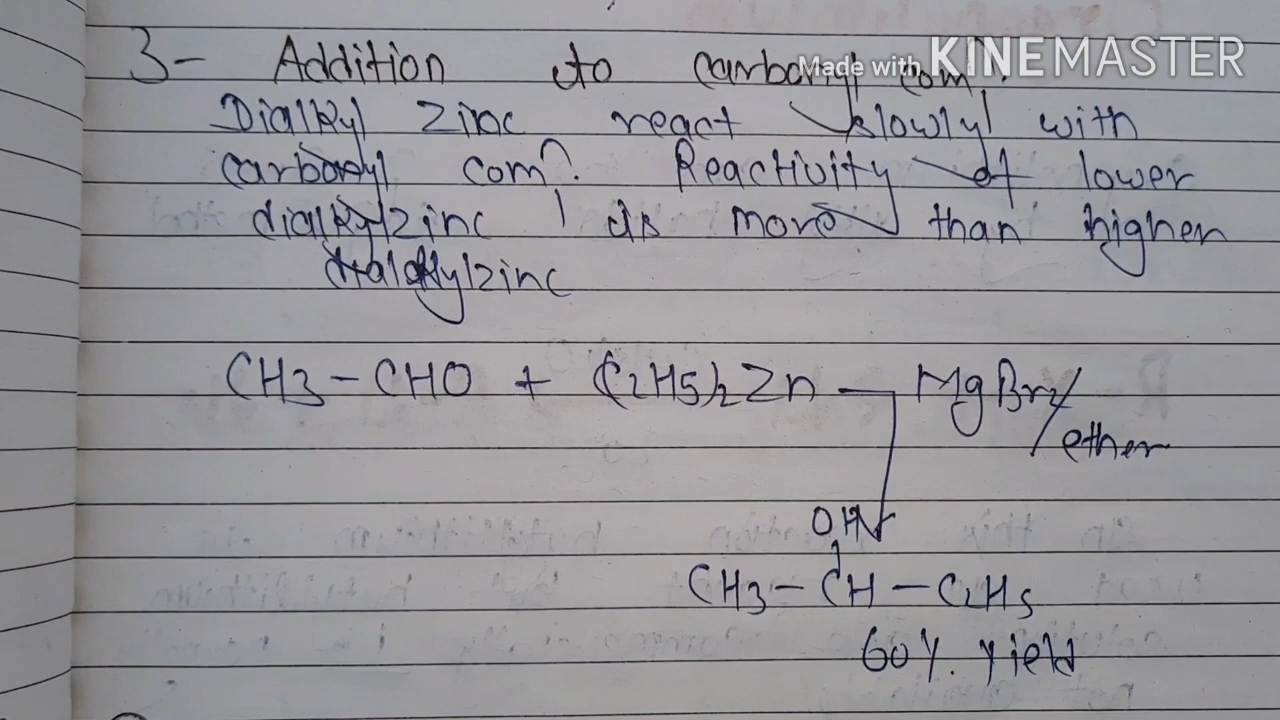 3- Addition to carbonyl com?
Made with KINEMASTER
Dialkyl zinc react slowly with
carbonyl com? Reactivity of lower
dialkylzinc is more than higher
dialkylzinc
CH3-CHO + (C2H5)2Zn MgBr2/
ether
OH
CH3-CH-C2H5
60%. yield